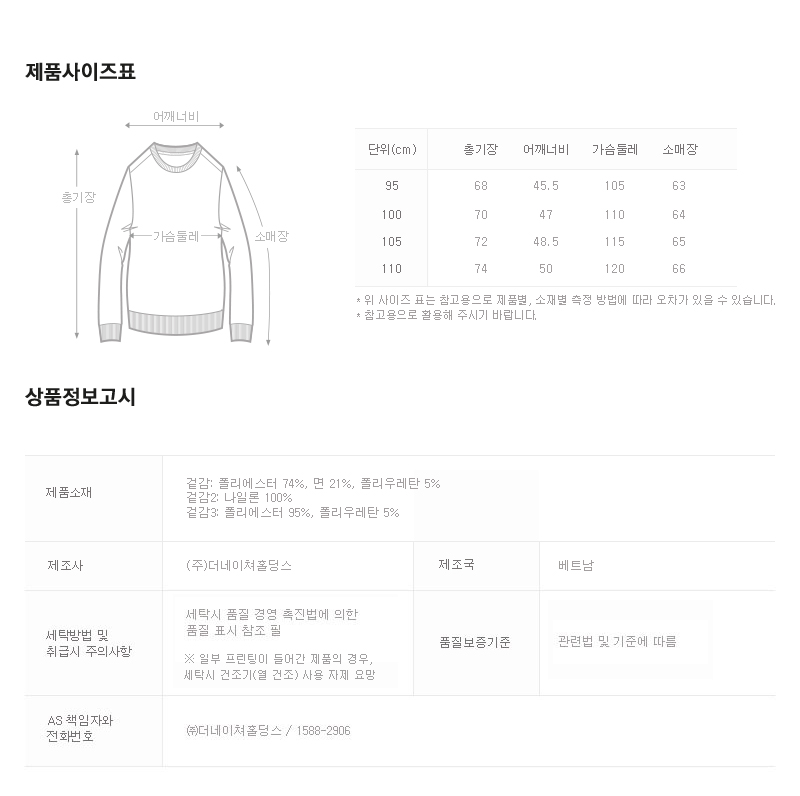 제품사이즈표
어깨너비
총기장
가슴둘레
소매장
단위(cm) 총기장 어깨너비 가슴둘레 소매장
95 68 45.5 105 63
100 70 47 110 64
105 72 48.5 115 65
110 74 50 120 66
* 위 사이즈 표는 참고용으로 제품별, 소재별 측정 방법에 따라 오차가 있을 수 있습니다.
* 참고용으로 활용해 주시기 바랍니다.
상품정보고시
제품소재
겉감: 폴리에스터 74%, 면 21%, 폴리우레탄 5%
겉감2: 나일론 100%
겉감3: 폴리에스터 95%, 폴리우레탄 5%
제조사
(주)더네이쳐홀딩스
제조국
베트남
세탁방법 및
취급시 주의사항
세탁시 품질 경영 촉진법에 의한
품질 표시 참조 필
※ 일부 프린팅이 들어간 제품의 경우,
세탁시 건조기(열 건조) 사용 자제 요망
품질보증기준
관련법 및 기준에 따름
AS 책임자와
전화번호
㈜더네이쳐홀딩스 / 1588-2906